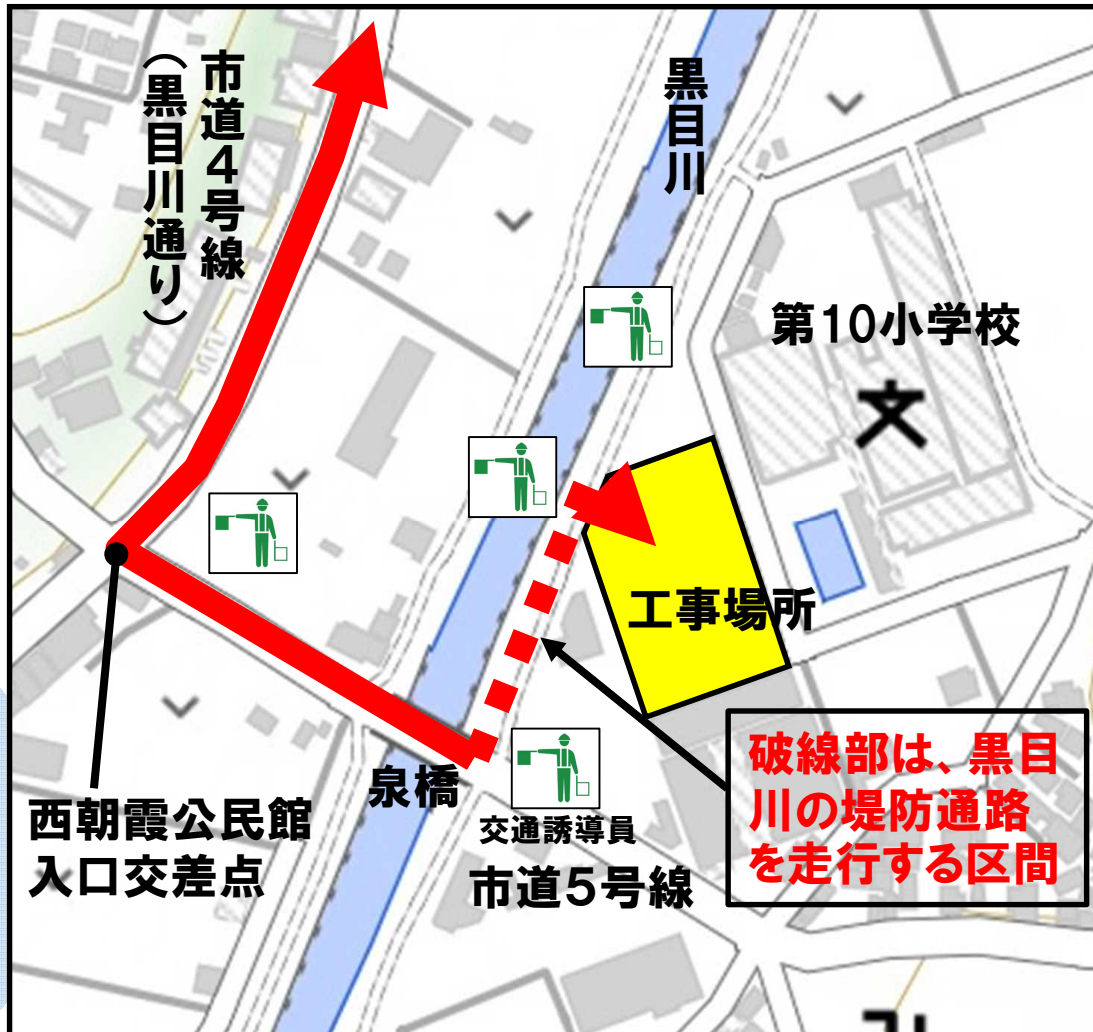 市道4号線
（黒目川通り）
黒目川
第10小学校
文
工事場所
泉橋
交通誘導員
市道5号線
西朝霞公民館
入口交差点
破線部は、黒目
川の堤防通路
を走行する区間